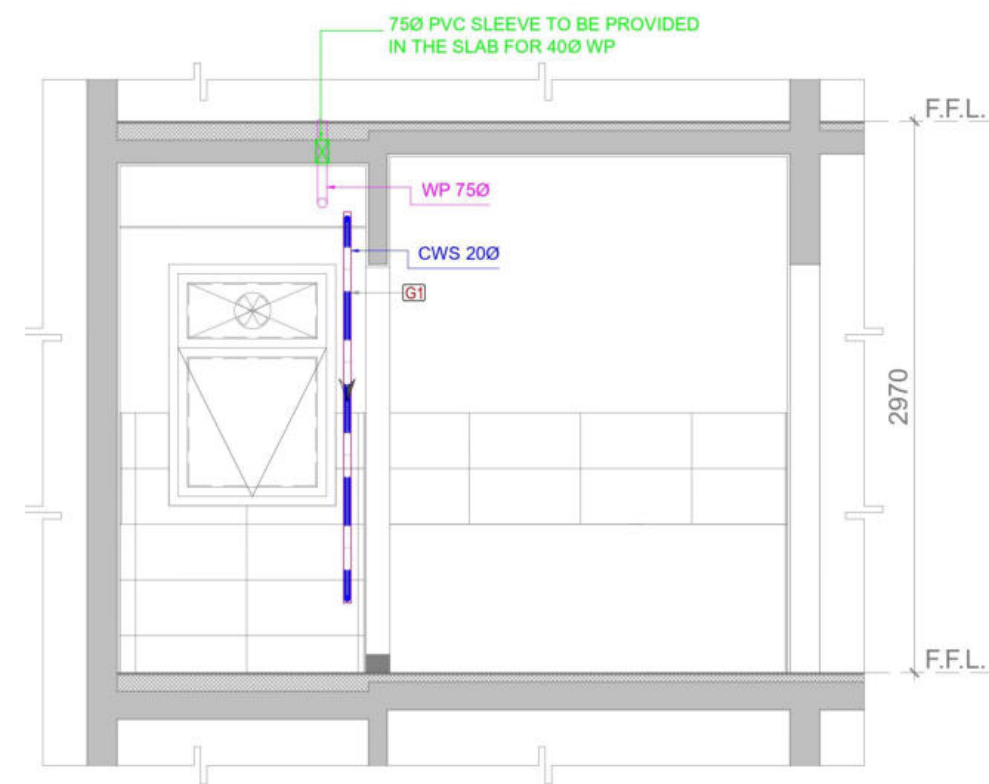 75Ø PVC SLEEVE TO BE PROVIDED
IN THE SLAB FOR 40Ø WP
F.F.L.
WP 75Ø
CWS 20Ø
G1
2970
F.F.L.